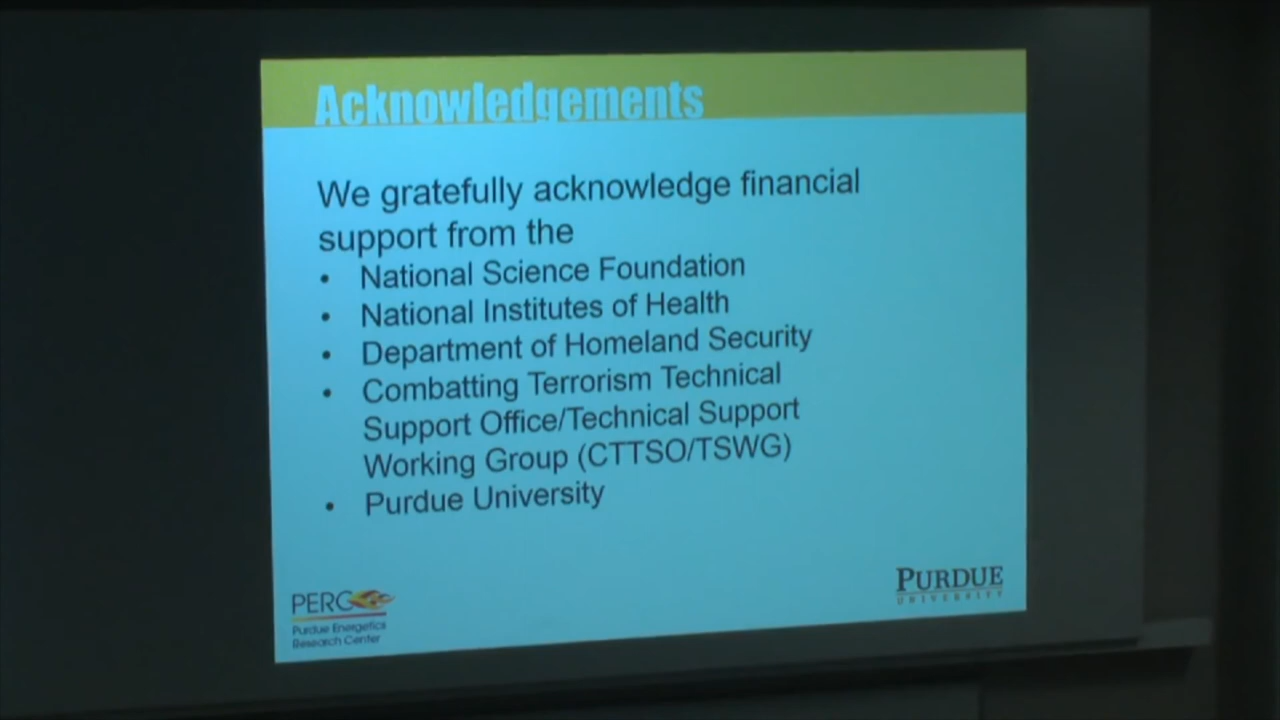 Acknowledgements
We gratefully acknowledge financial
support from the
• National Science Foundation
• National Institutes of Health
• Department of Homeland Security
• Combatting Terrorism Technical
Support Office/Technical Support
Working Group (CTTSO/TSWG)
• Purdue University
PERC
Purdue Energetics
Research Center
PURDUE
UNIVERSITY